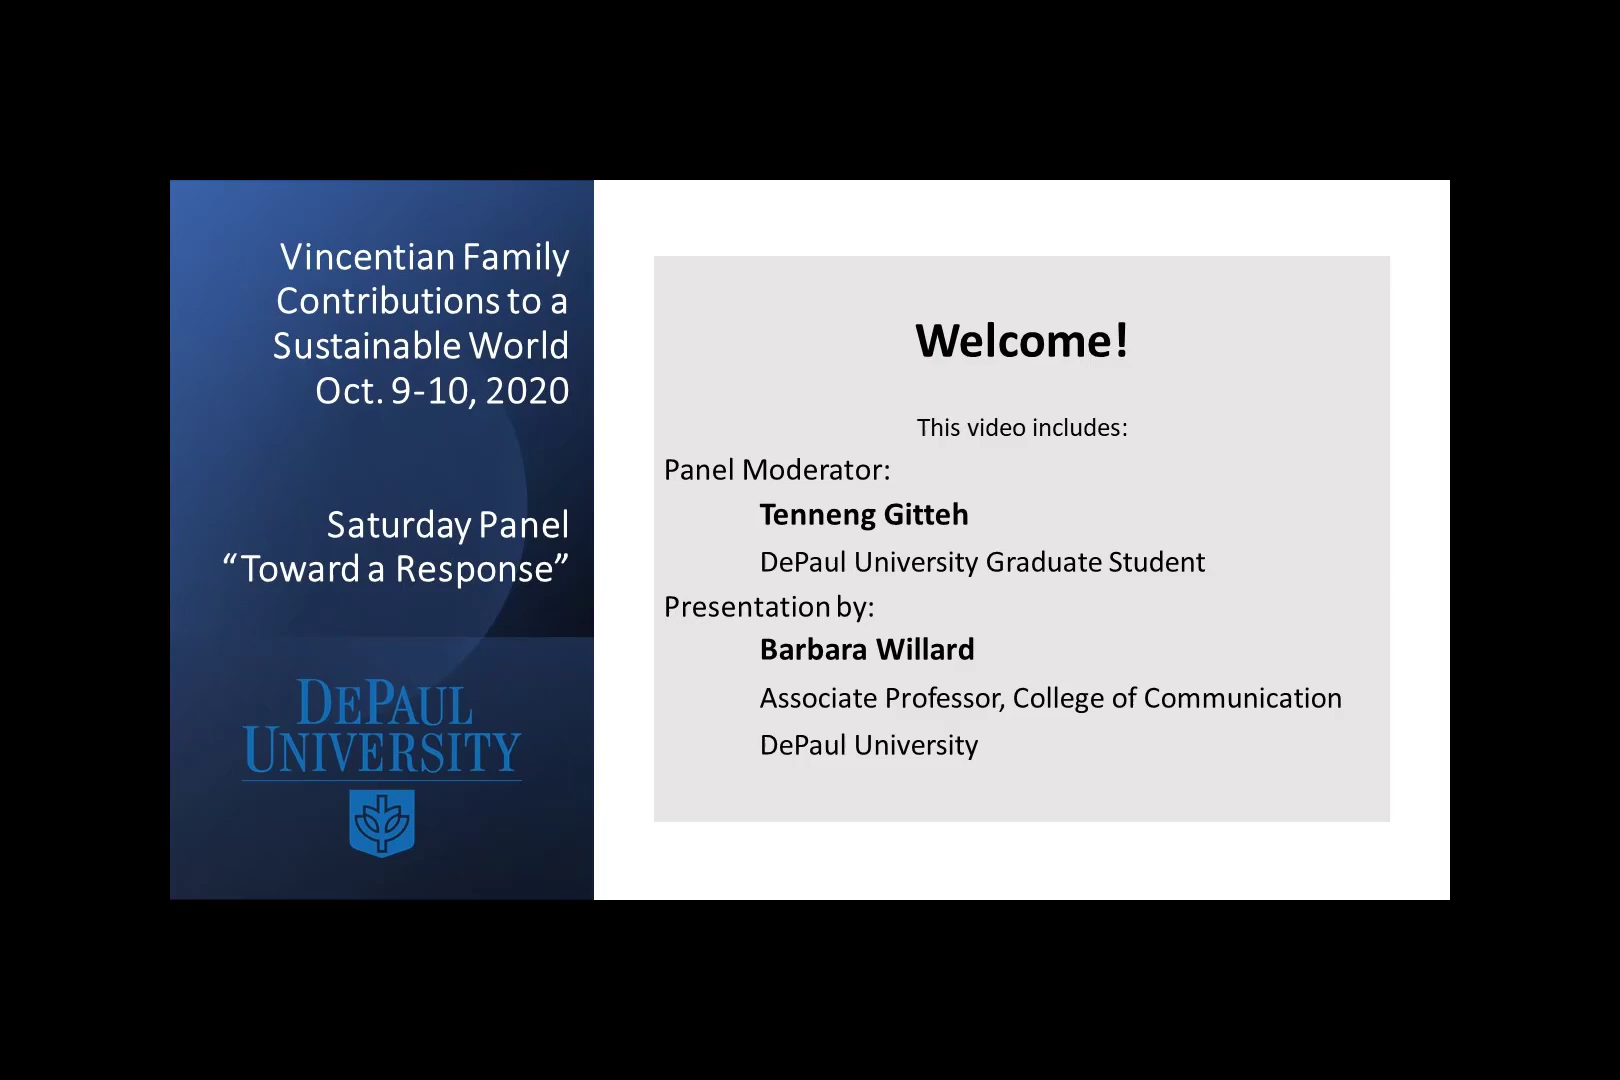 Vincentian Family
Contributions to a
Sustainable World
Oct. 9-10, 2020
Saturday Panel
“Toward a Response”
DEPAUL
UNIVERSITY
Welcome!
This video includes:
Panel Moderator:
Tenneng Gitteh
DePaul University Graduate Student
Presentation by:
Barbara Willard
Associate Professor, College of Communication
DePaul University